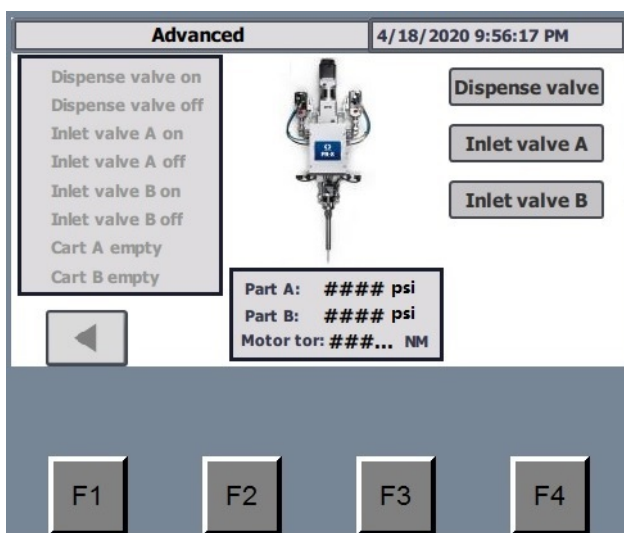 Advanced
4/18/2020 9:56:17 PM
Dispense valve on
Dispense valve off
Inlet valve A on
Inlet valve A off
Inlet valve B on
Inlet valve B off
Cart A empty
Cart B empty
PR-X
Dispense valve
Inlet valve A
Inlet valve B
Part A: #### psi
Part B: #### psi
Motor tor: ###... NM
F1 F2 F3 F4